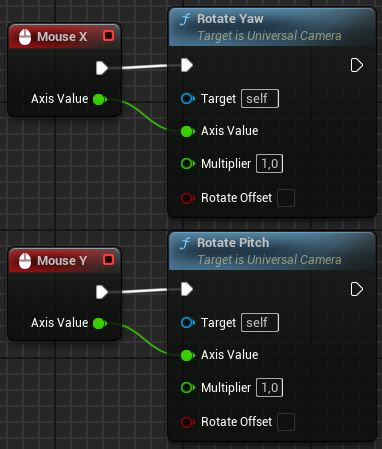 Mouse X
Axis Value
f Rotate Yaw
Target is Universal Camera
Target self
Axis Value
Multiplier 1,0
Rotate Offset
Mouse Y
Axis Value
f Rotate Pitch
Target is Universal Camera
Target self
Axis Value
Multiplier 1,0
Rotate Offset